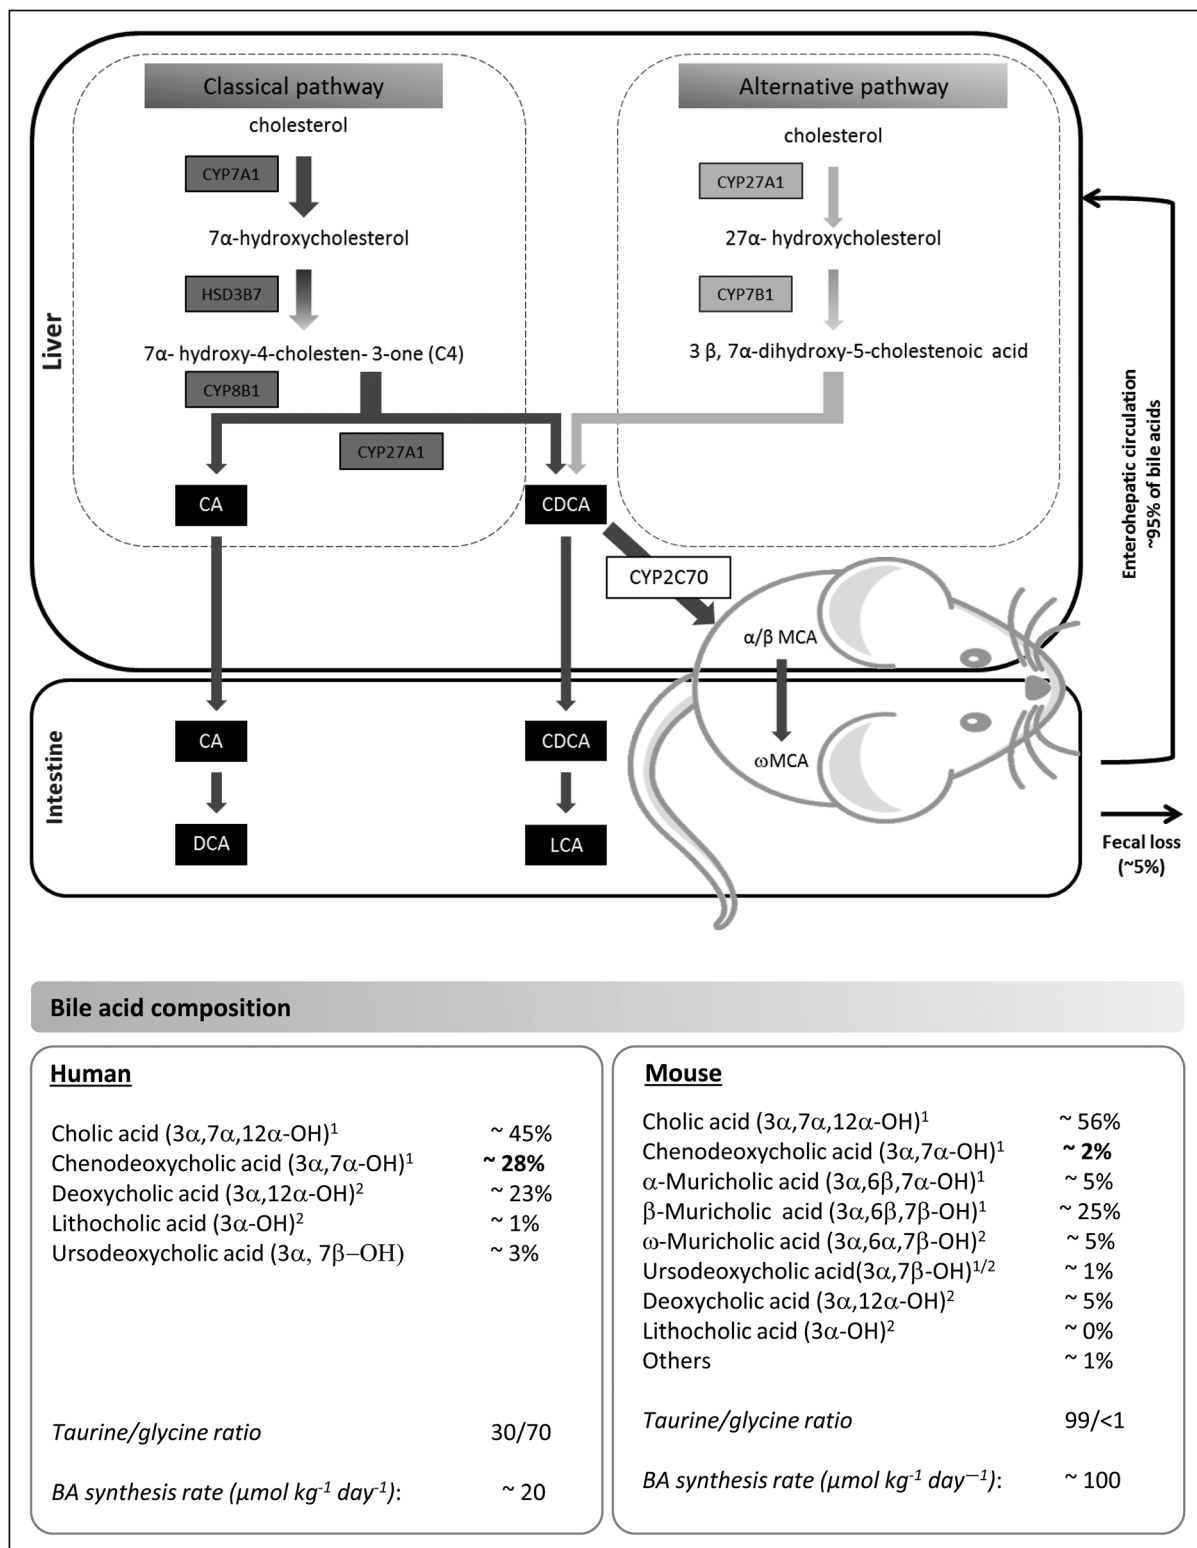 Classical pathway
cholesterol
CYP7A1
7α-hydroxycholesterol
HSD3B7
7α- hydroxy-4-cholesten- 3-one (C4)
CYP8B1
CYP27A1
CA
CDCA
Alternative pathway
cholesterol
CYP27A1
27α- hydroxycholesterol
CYP7B1
3 β, 7α-dihydroxy-5-cholestenoic acid
Liver
CYP2C70
α/β MCA
ωMCA
Intestine
CA
CDCA
DCA
LCA
Enterohepatic circulation
~95% of bile acids
Fecal loss
(~5%)
Bile acid composition
Human
Cholic acid (3α,7α,12α-OH)¹ ~ 45%
Chenodeoxycholic acid (3α,7α-OH)¹ ~ 28%
Deoxycholic acid (3α,12α-OH)² ~ 23%
Lithocholic acid (3α-OH)² ~ 1%
Ursodeoxycholic acid (3α, 7β–OH) ~ 3%
Taurine/glycine ratio 30/70
BA synthesis rate (μmol kg⁻¹ day⁻¹): ~ 20
Mouse
Cholic acid (3α,7α,12α-OH)¹ ~ 56%
Chenodeoxycholic acid (3α,7α-OH)¹ ~ 2%
α-Muricholic acid (3α,6β,7α-OH)¹ ~ 5%
β-Muricholic acid (3α,6β,7β-OH)¹ ~ 25%
ω-Muricholic acid (3α,6α,7β-OH)² ~ 5%
Ursodeoxycholic acid(3α,7β-OH)¹/² ~ 1%
Deoxycholic acid (3α,12α-OH)² ~ 5%
Lithocholic acid (3α-OH)² ~ 0%
Others ~ 1%
Taurine/glycine ratio 99/<1
BA synthesis rate (μmol kg⁻¹ day⁻¹): ~ 100